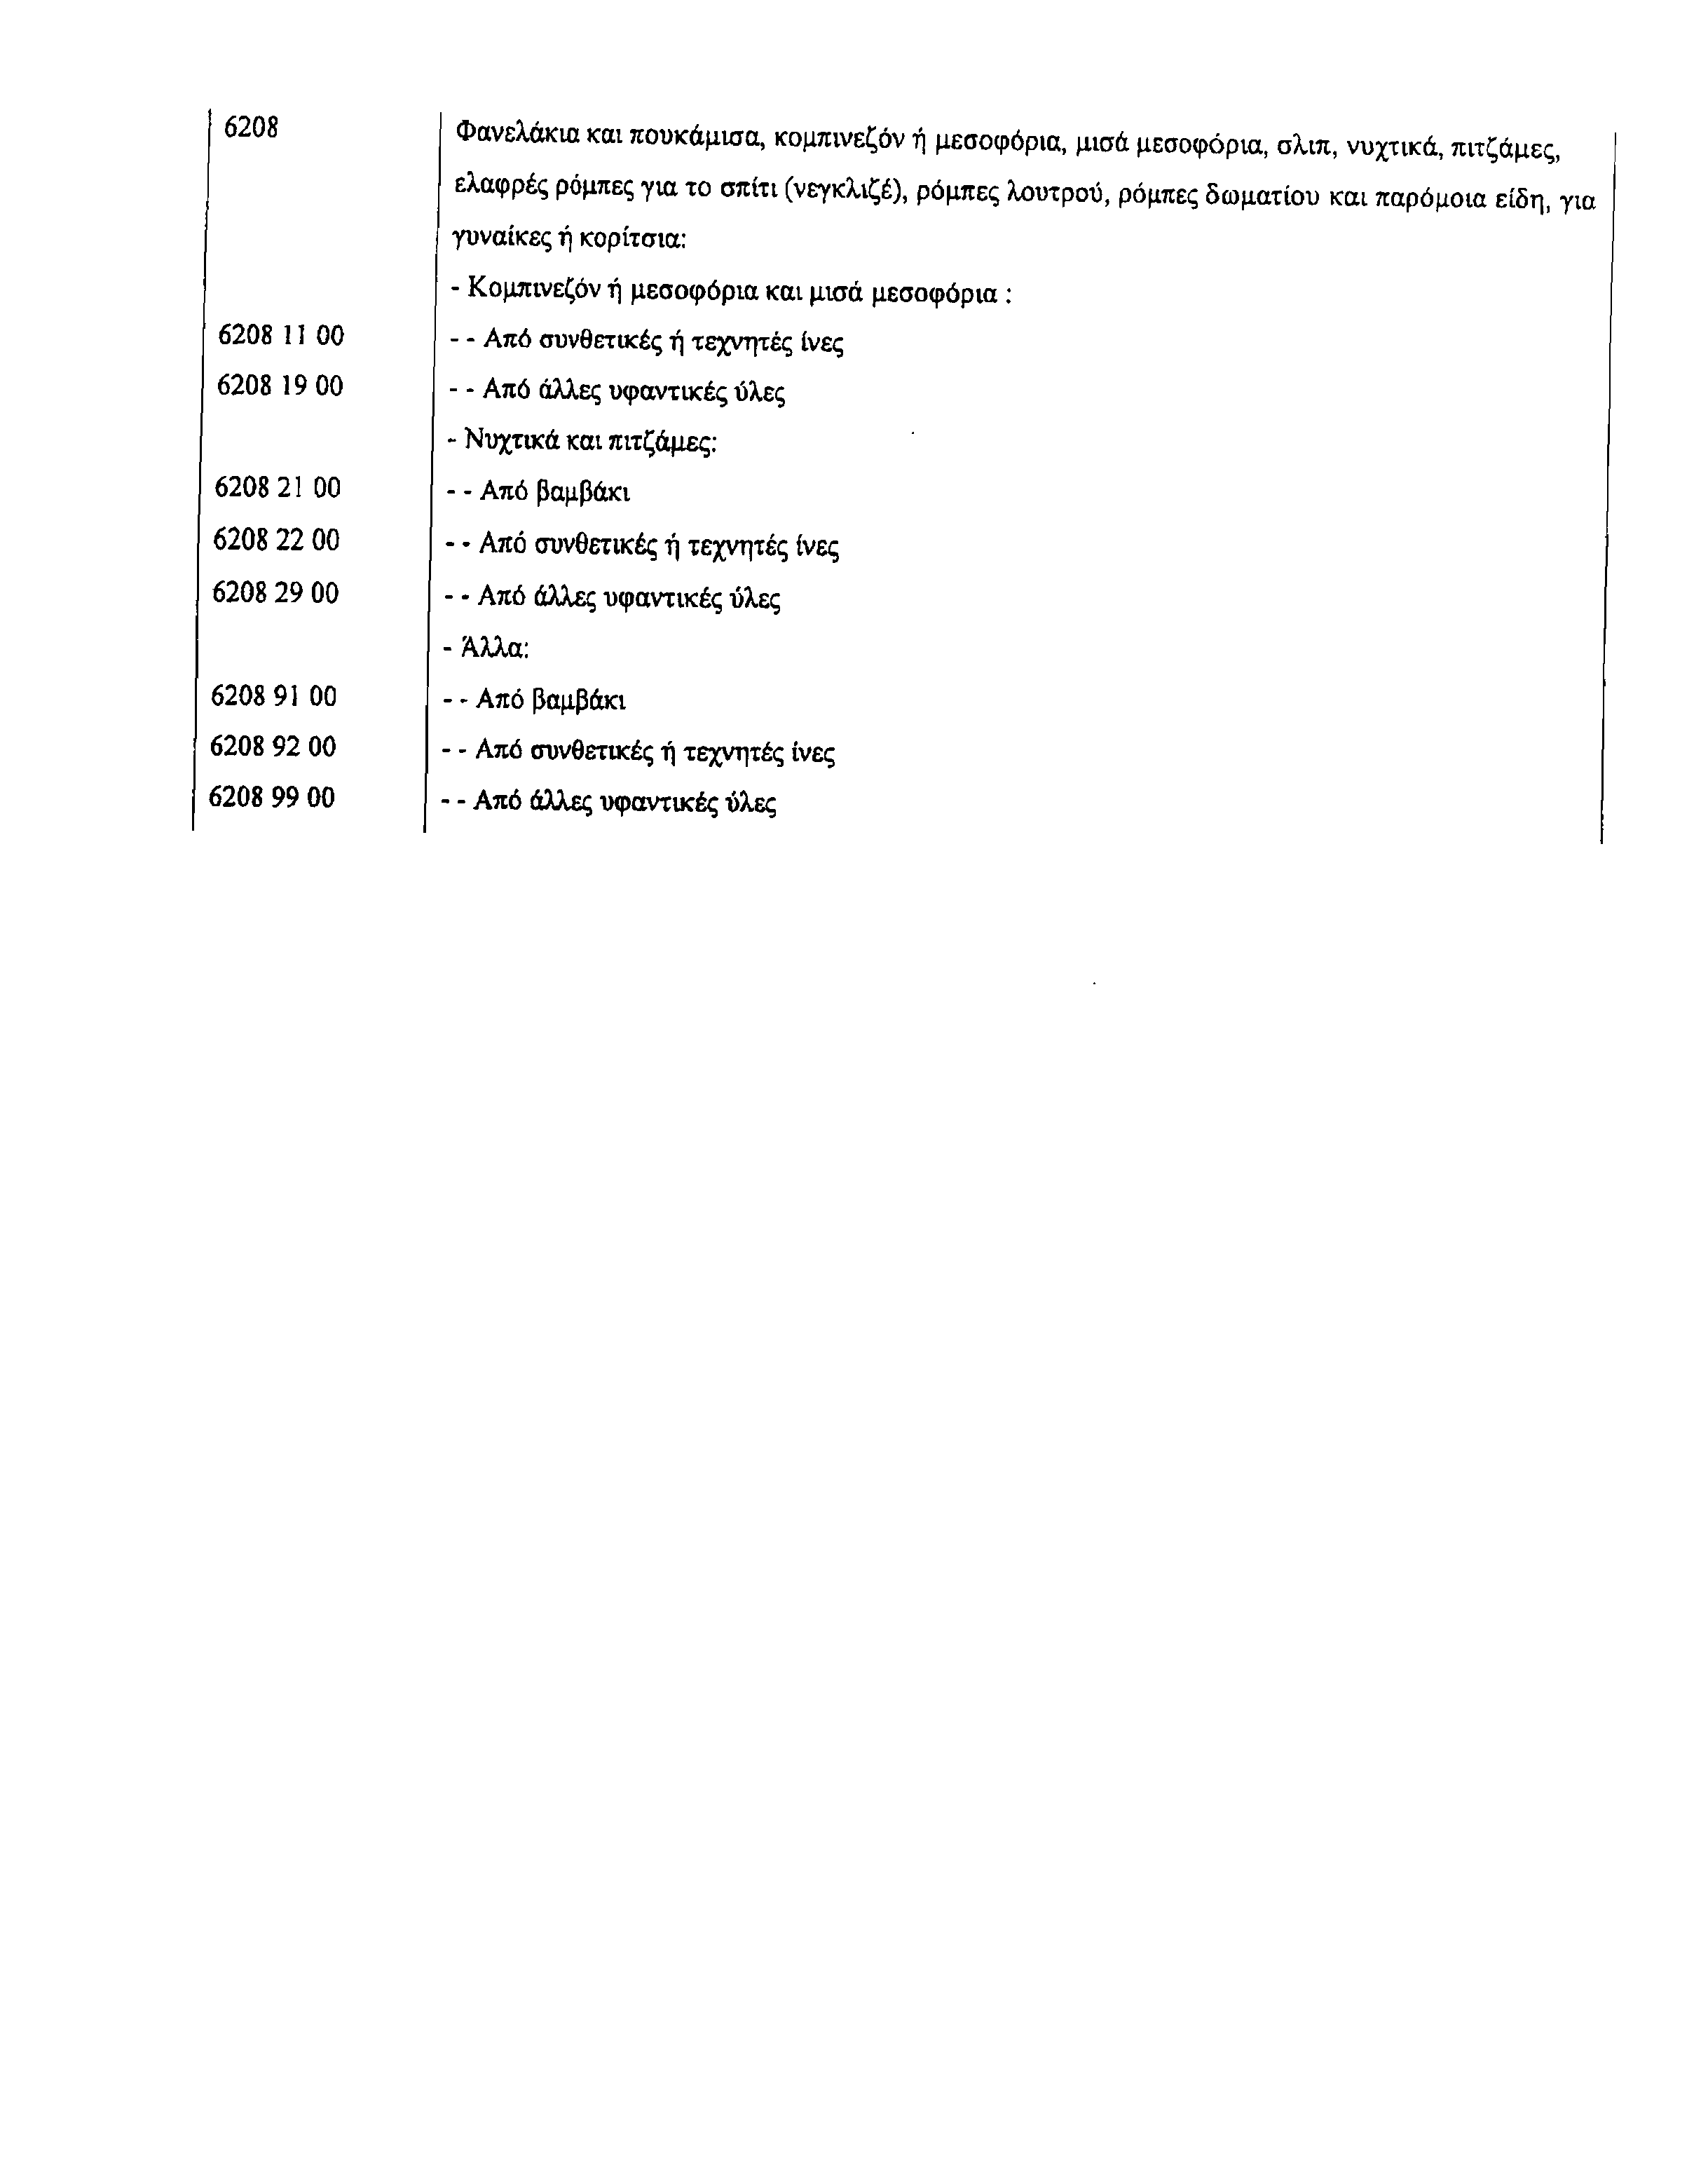 6208 Φανελάκια και πουκάμισα, κομπινεζόν ή μεσοφόρια, μισά μεσοφόρια, σλιπ, νυχτικά, πιτζάμες,
ελαφρές ρόμπες για το σπίτι (νεγκλιζέ), ρόμπες λουτρού, ρόμπες δωματίου και παρόμοια είδη, για
γυναίκες ή κορίτσια:
- Κομπινεζόν ή μεσοφόρια και μισά μεσοφόρια :
6208 11 00 - - Από συνθετικές ή τεχνητές ίνες
6208 19 00 - - Από άλλες υφαντικές ύλες
- Νυχτικά και πιτζάμες:
6208 21 00 - - Από βαμβάκι
6208 22 00 - - Από συνθετικές ή τεχνητές ίνες
6208 29 00 - - Από άλλες υφαντικές ύλες
- Άλλα:
6208 91 00 - - Από βαμβάκι
6208 92 00 - - Από συνθετικές ή τεχνητές ίνες
6208 99 00 - - Από άλλες υφαντικές ύλες